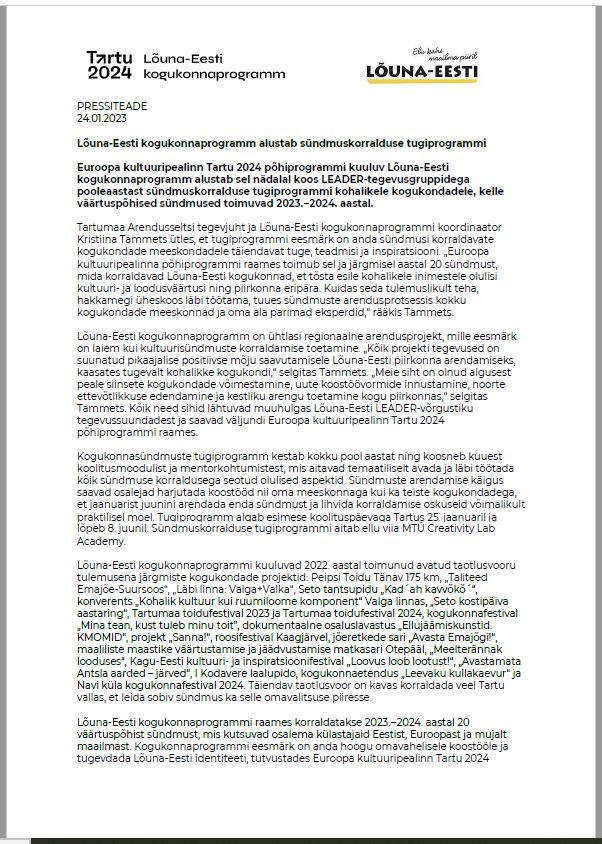 Tartu 2024
Lõuna-Eesti kogukonnaprogramm
Elu kahe maailma piiril
LÕUNA-EESTI
PRESSITEADE
24.01.2023
Lõuna-Eesti kogukonnaprogramm alustab sündmuskorralduse tugiprogrammi
Euroopa kultuuripealinn Tartu 2024 põhiprogrammi kuuluv Lõuna-Eesti
kogukonnaprogramm alustab sel nädalal koos LEADER-tegevusgruppidega
pooleaastast sündmuskorralduse tugiprogrammi kohalikele kogukondadele, kelle
väärtuspõhised sündmused toimuvad 2023.–2024. aastal.
Tartumaa Arendusseltsi tegevjuht ja Lõuna-Eesti kogukonnaprogrammi koordinaator
Kristiina Tammets ütles, et tugiprogrammi eesmärk on anda sündmusi korraldavate
kogukondade meeskondadele täiendavat tuge, teadmisi ja inspiratsiooni. „Euroopa
kultuuripealinna põhiprogrammi raames toimub sel ja järgmisel aastal 20 sündmust,
mida korraldavad Lõuna-Eesti kogukonnad, et tõsta esile kohalikele inimestele olulisi
kultuuri- ja loodusväärtusi ning piirkonna eripära. Kuidas seda tulemuslikult teha,
hakkamegi üheskoos läbi töötama, tuues sündmuste arendusprotsessis kokku
kogukondade meeskonnad ja oma ala parimad eksperdid,“ rääkis Tammets.
Lõuna-Eesti kogukonnaprogramm on ühtlasi regionaalne arendusprojekt, mille eesmärk
on laiem kui kultuurisündmuste korraldamise toetamine. „Kõik projekti tegevused on
suunatud pikaajalise positiivse mõju saavutamisele Lõuna-Eesti piirkonna arendamiseks,
kaasates tugevalt kohalikke kogukondi,“ selgitas Tammets. „Meie siht on olnud algusest
peale siinsete kogukondade võimestamine, uute koostöövormide innustamine, noorte
ettevõtlikkuse edendamine ja kestliku arengu toetamine kogu piirkonnas,“ selgitas
Tammets. Kõik need sihid lähtuvad muuhulgas Lõuna-Eesti LEADER-võrgustiku
tegevussuundadest ja saavad väljundi Euroopa kultuuripealinn Tartu 2024
põhiprogrammi raames.
Kogukonnasündmuste tugiprogramm kestab kokku pool aastat ning koosneb kuuest
koolitusmoodulist ja mentorkohtumistest, mis aitavad temaatiliselt avada ja läbi töötada
kõik sündmuse korraldusega seotud olulised aspektid. Sündmuste arendamise käigus
saavad osalejad harjutada koostööd nii oma meeskonnaga kui ka teiste kogukondadega,
et jaanuarist juunini arendada enda sündmust ja lihvida korraldamise oskuseid võimalikult
praktilisel moel. Tugiprogramm algab esimese koolituspäevaga Tartus 25. jaanuaril ja
lõpeb 8. juunil. Sündmuskorralduse tugiprogrammi aitab ellu viia MTÜ Creativity Lab
Academy.
Lõuna-Eesti kogukonnaprogrammi kuuluvad 2022. aastal toimunud avatud taotlusvooru
tulemusena järgmiste kogukondade projektid: Peipsi Toidu Tänav 175 km, „Taliteed
Emajõe-Suursoos“, „Läbi linna: Valga+Valka“, Seto tantsupidu „Kad´ah kavvõkõ´“,
konverents „Kohalik kultuur kui ruumiloome komponent“ Valga linnas, „Seto kostipäiva
aastaring“, Tartumaa toidufestival 2023 ja Tartumaa toidufestival 2024, kogukonnafestival
„Mina tean, kust tuleb minu toit“, dokumentaalne osaluslavastus „Ellujäämiskunstid.
KMOMID“, projekt „Sanna!“, roosifestival Kaagjärvel, jõeretkede sari „Avasta Emajõgi!“,
maaliliste maastike väärtustamise ja jäädvustamise matkasari Otepääl, „Meelterännak
looduses“, Kagu-Eesti kultuuri- ja inspiratsioonifestival „Loovus loob lootust!“, „Avastamata
Antsla aarded – järved“, I Kodavere laalupido, kogukonnaetendus „Leevaku kullakaevur“ ja
Navi küla kogukonnafestival 2024. Täiendav taotlusvoor on kavas korraldada veel Tartu
vallas, et leida sobiv sündmus ka selle omavalitsuse piiresse.
Lõuna-Eesti kogukonnaprogrammi raames korraldatakse 2023.–2024. aastal 20
väärtuspõhist sündmust, mis kutsuvad osalema külastajaid Eestist, Euroopast ja mujalt
maailmast. Kogukonnaprogrammi eesmärk on anda hoogu omavahelisele koostööle ja
tugevdada Lõuna-Eesti identiteeti, tutvustades Euroopa kultuuripealinn Tartu 2024